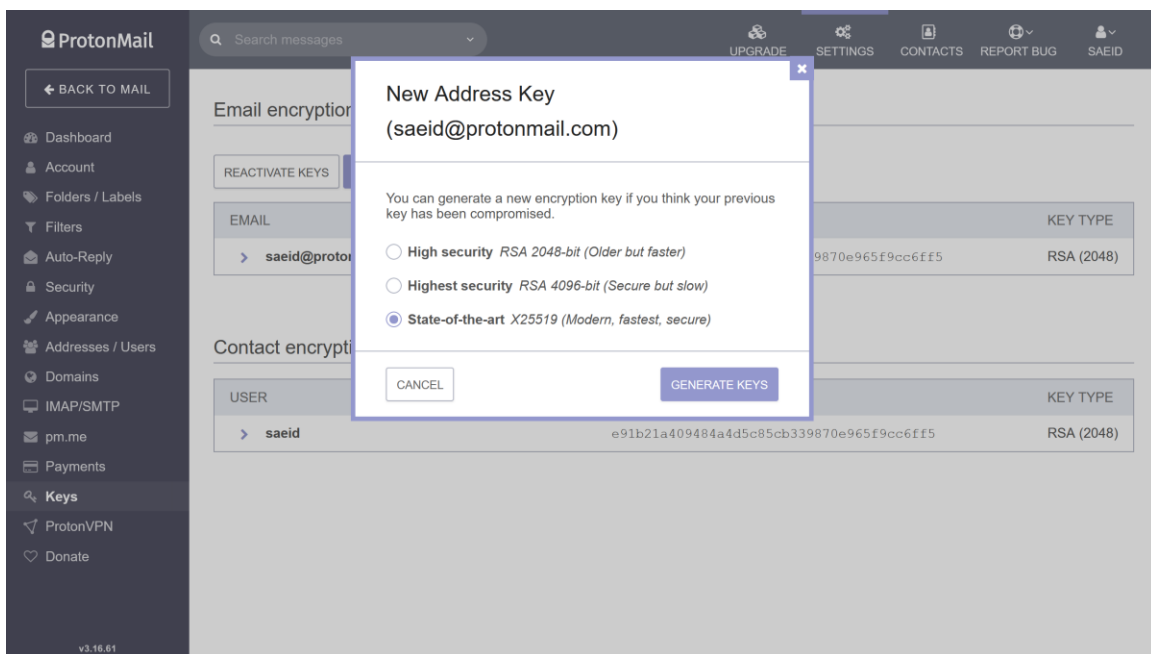 ProtonMail
Search messages
UPGRADE
SETTINGS
CONTACTS
REPORT BUG
SAEID
BACK TO MAIL
Dashboard
Account
Folders / Labels
Filters
Auto-Reply
Security
Appearance
Addresses / Users
Domains
IMAP/SMTP
pm.me
Payments
Keys
ProtonVPN
Donate
v3.16.61
Email encryption
REACTIVATE KEYS
EMAIL
KEY TYPE
saeid@proton
9870e965f9cc6ff5
RSA (2048)
Contact encrypti
USER
KEY TYPE
saeid
e91b21a409484a4d5c85cb339870e965f9cc6ff5
RSA (2048)
New Address Key
(saeid@protonmail.com)
You can generate a new encryption key if you think your previous
key has been compromised.
High security RSA 2048-bit (Older but faster)
Highest security RSA 4096-bit (Secure but slow)
State-of-the-art X25519 (Modern, fastest, secure)
CANCEL
GENERATE KEYS